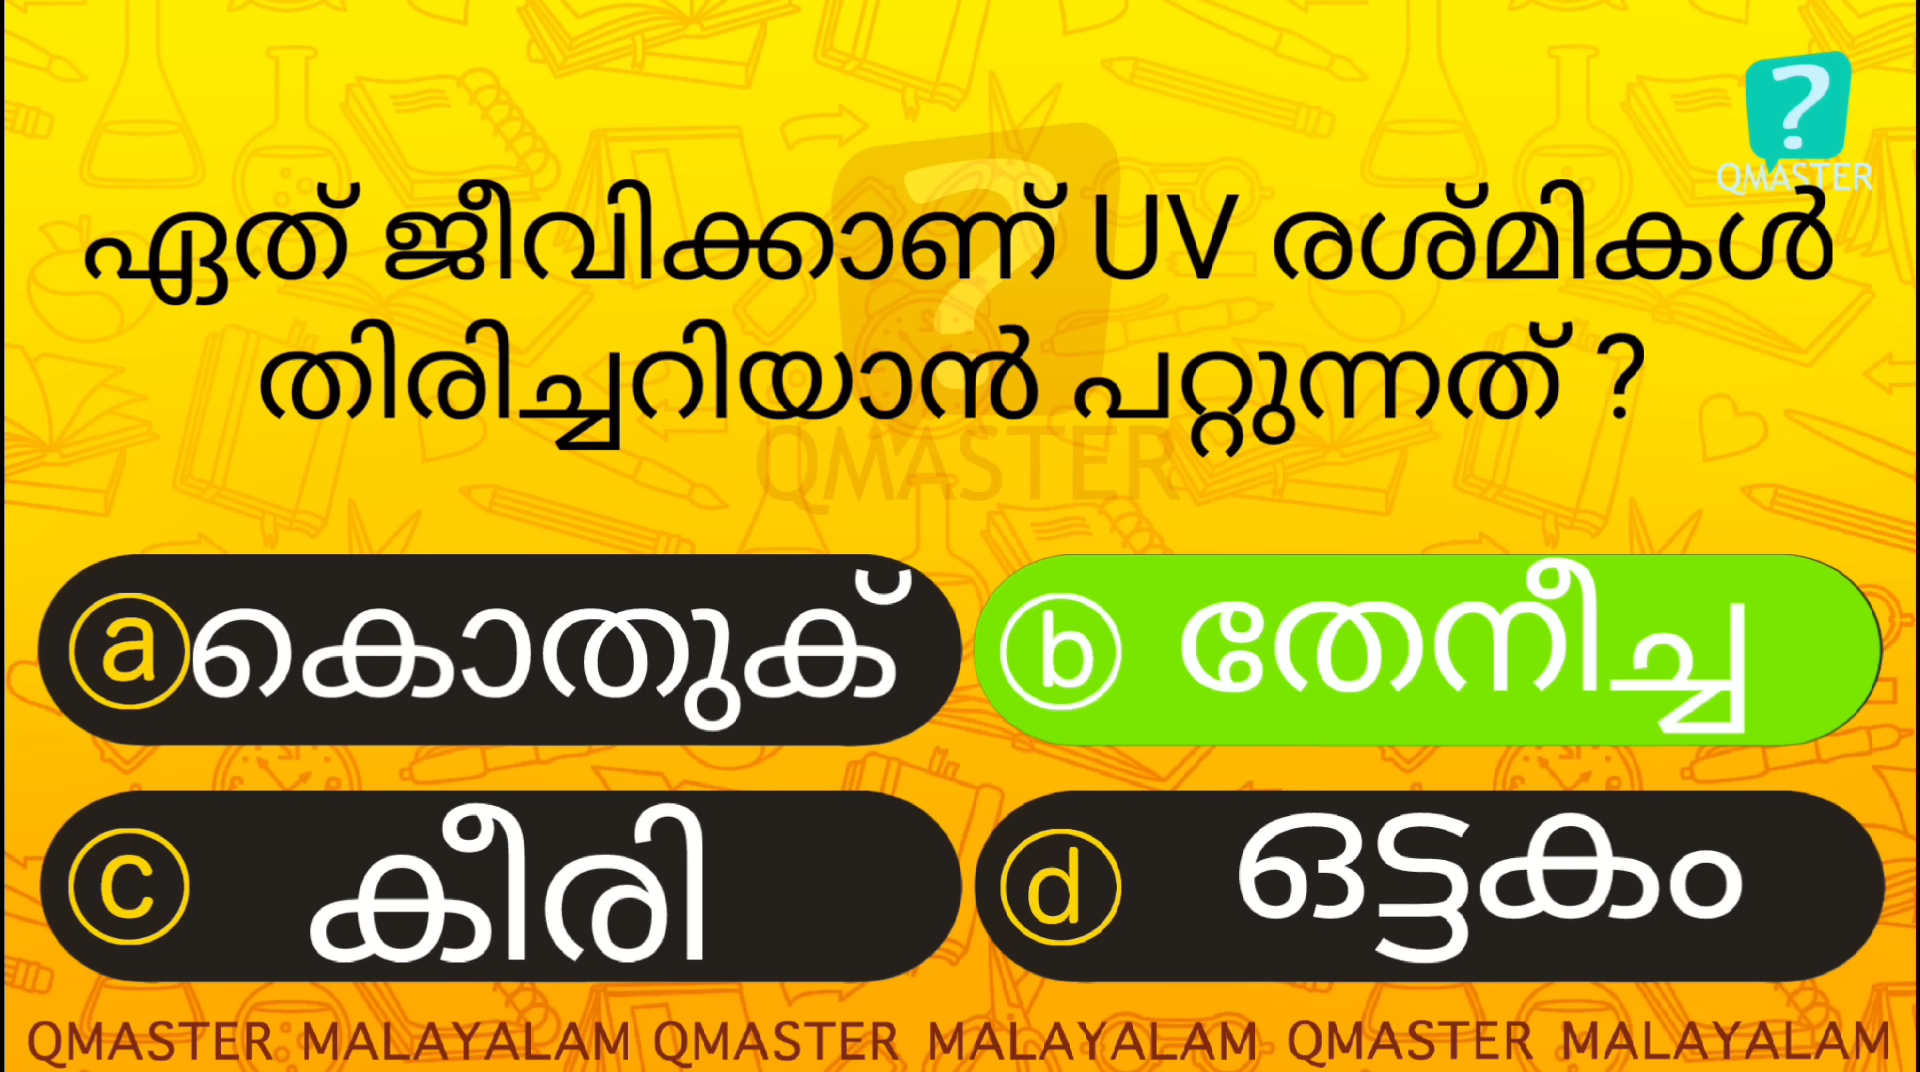 QMASTER
ഏത് ജീവിക്കാണ് UV രശ്മികൾ
തിരിച്ചറിയാൻ പറ്റുന്നത് ?
QMASTER
a കൊതുക്
b തേനീച്ച
c കീരി
d ഒട്ടകം
QMASTER MALAYALAM QMASTER MALAYALAM QMASTER MALAYALAM